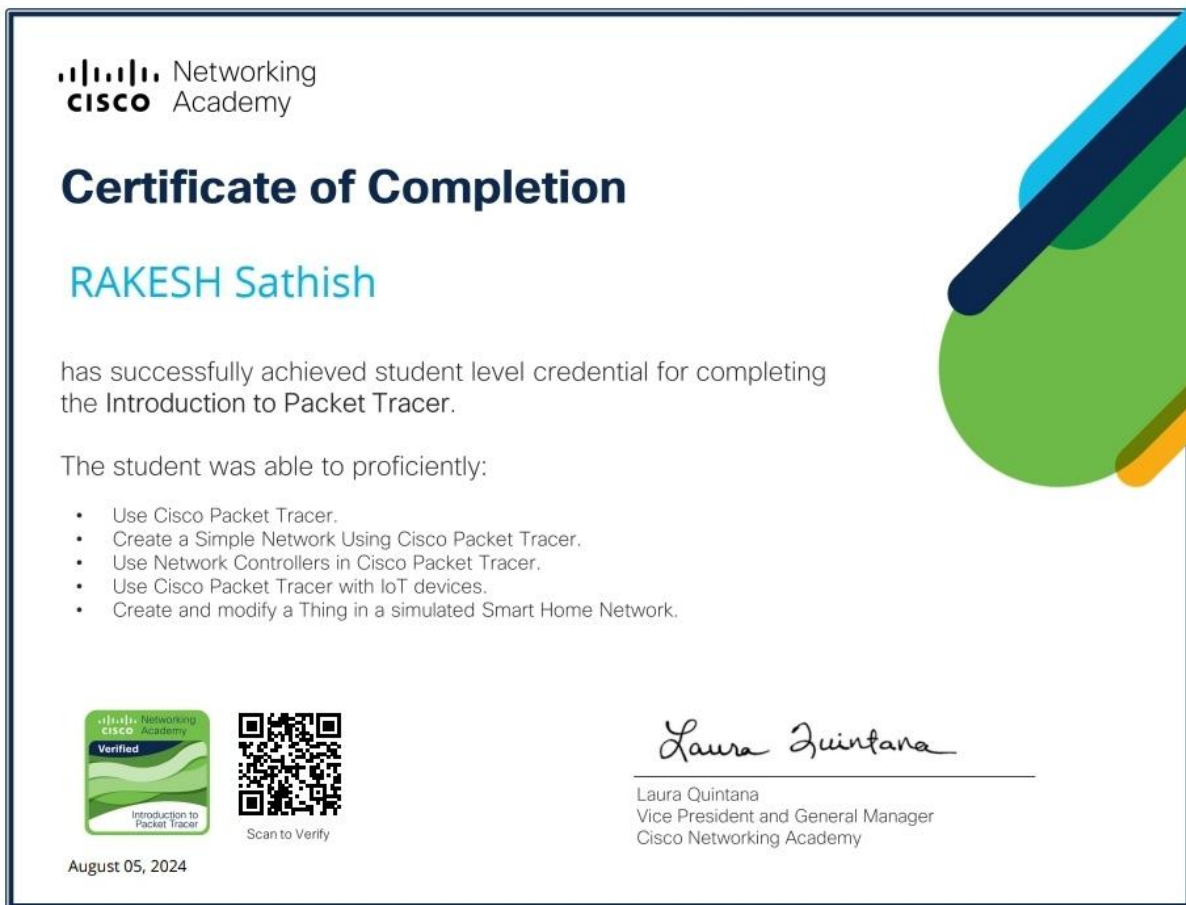 Networking
CISCO Academy
Certificate of Completion
RAKESH Sathish
has successfully achieved student level credential for completing
the Introduction to Packet Tracer.
The student was able to proficiently:
• Use Cisco Packet Tracer.
• Create a Simple Network Using Cisco Packet Tracer.
• Use Network Controllers in Cisco Packet Tracer.
• Use Cisco Packet Tracer with IoT devices.
• Create and modify a Thing in a simulated Smart Home Network.
Networking
CISCO Academy
Verified
Introduction to
Packet Tracer
Scan to Verify
August 05, 2024
Laura Quintana
Laura Quintana
Vice President and General Manager
Cisco Networking Academy